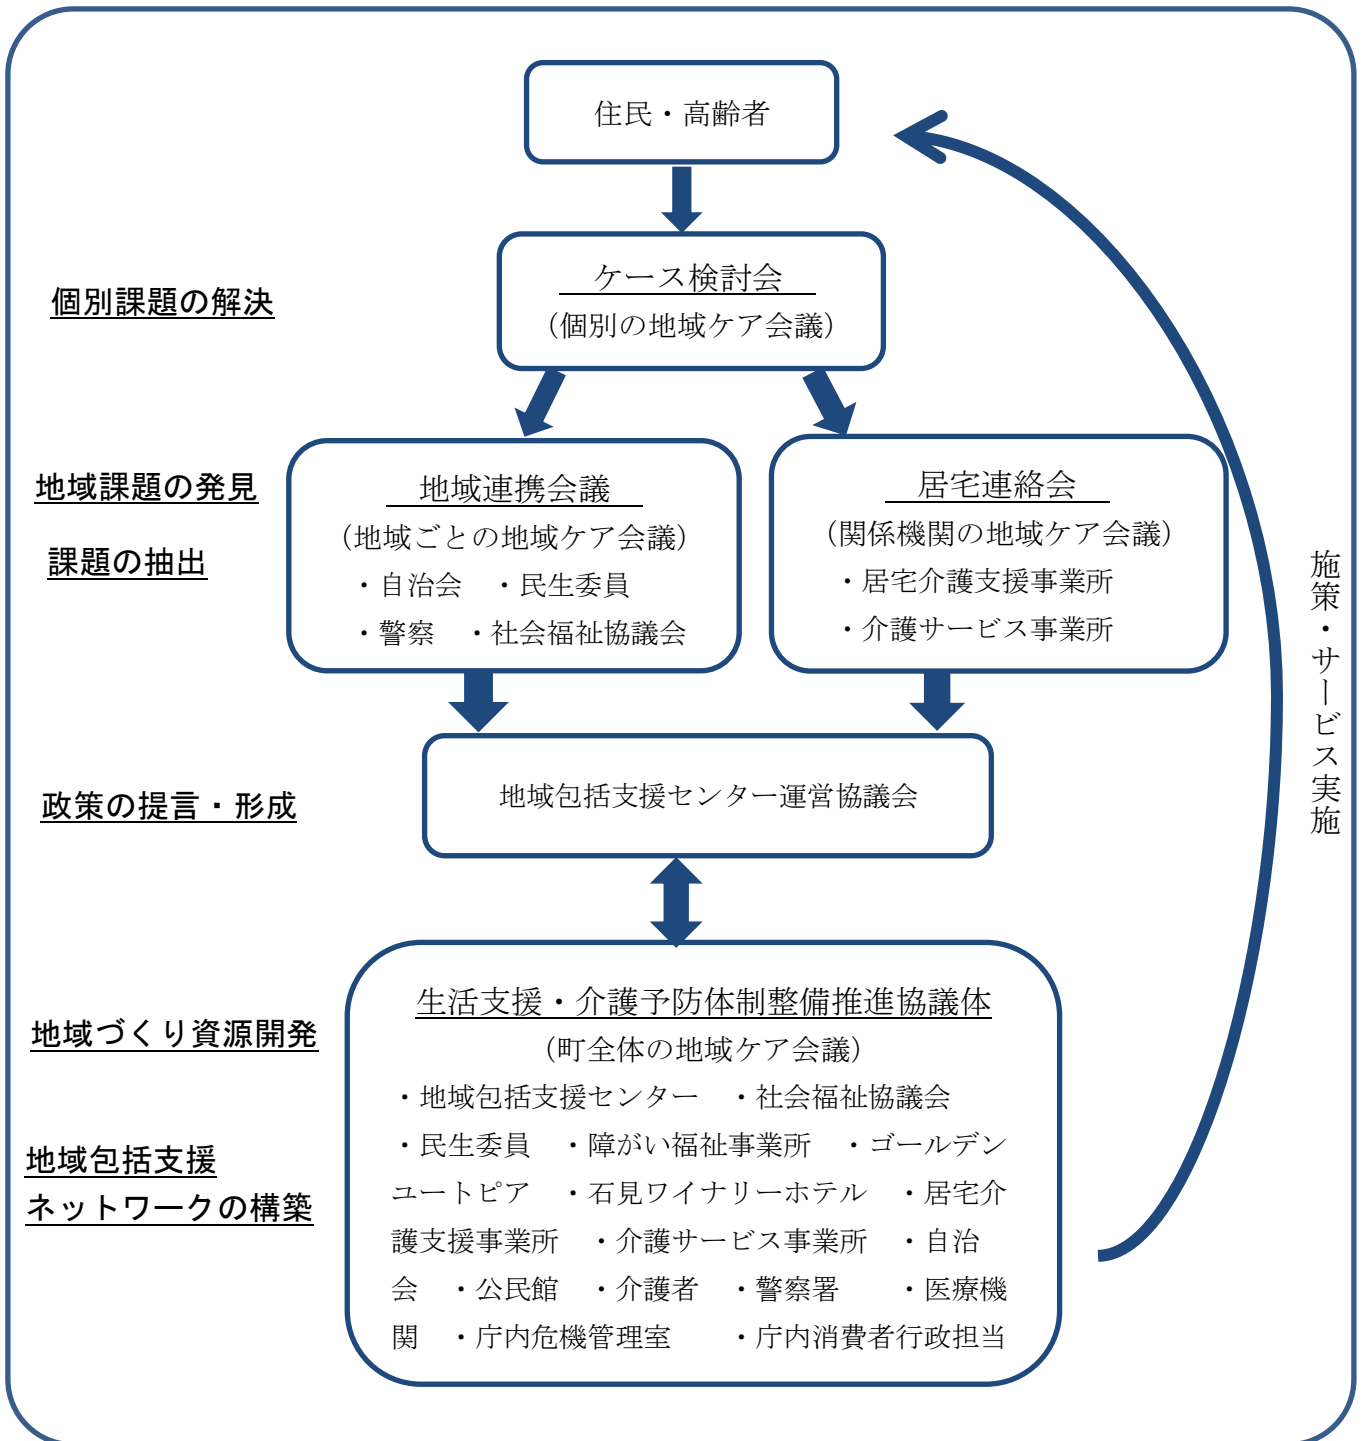 住民・高齢者
個別課題の解決
ケース検討会
（個別の地域ケア会議）
地域課題の発見
課題の抽出
地域連携会議
（地域ごとの地域ケア会議）
・自治会　・民生委員
・警察　・社会福祉協議会
居宅連絡会
（関係機関の地域ケア会議）
・居宅介護支援事業所
・介護サービス事業所
施策・サービス実施
政策の提言・形成
地域包括支援センター運営協議会
地域づくり資源開発
地域包括支援
ネットワークの構築
生活支援・介護予防体制整備推進協議体
（町全体の地域ケア会議）
・地域包括支援センター　・社会福祉協議会
・民生委員　・障がい福祉事業所　・ゴールデン
ユートピア　・石見ワイナリーホテル　・居宅介
護支援事業所　・介護サービス事業所　・自治
会　・公民館　・介護者　・警察署　　・医療機
関　・庁内危機管理室　　・庁内消費者行政担当